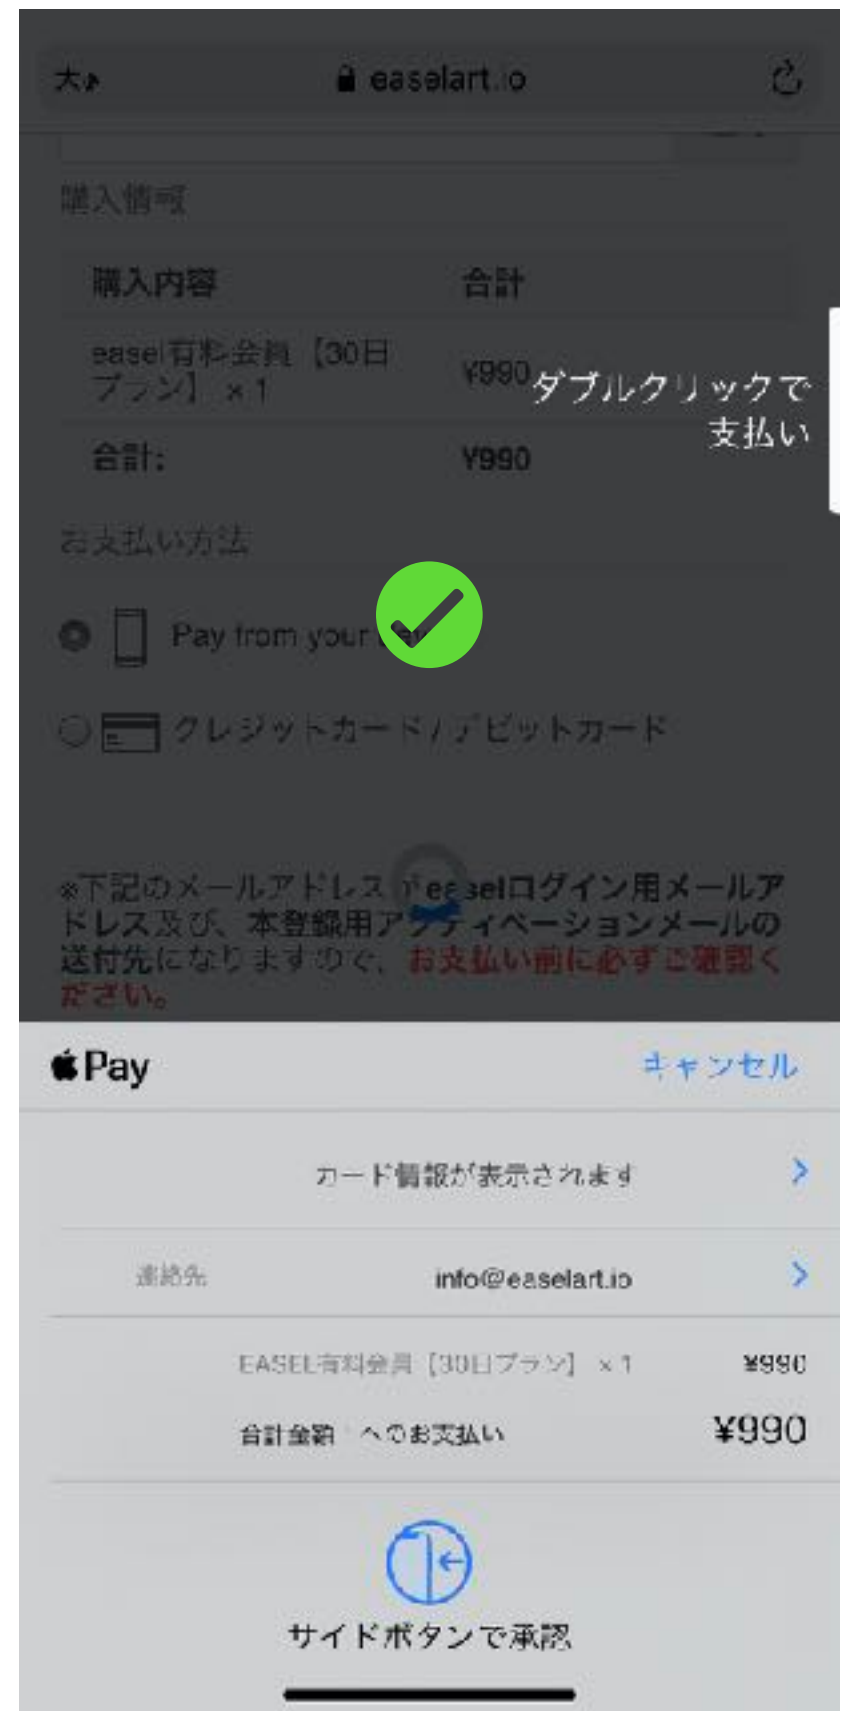 大あ easelart.io
購入情報
購入内容 合計
easel有料会員【30日
プラン】 × 1 ¥990
ダブルクリックで
支払い
合計: ¥990
お支払い方法
Pay from your
クレジットカード / デビットカード
※下記のメールアドレスが easelログイン用メールア
ドレス及び、本登録用アクティベーションメールの
送付先になりますので、お支払い前に必ずご確認く
ださい。
Pay キャンセル
カード情報が表示されます
連絡先 info@easelart.io
EASEL有料会員【30日プラン】 × 1 ¥990
合計金額 へのお支払い ¥990
サイドボタンで承認